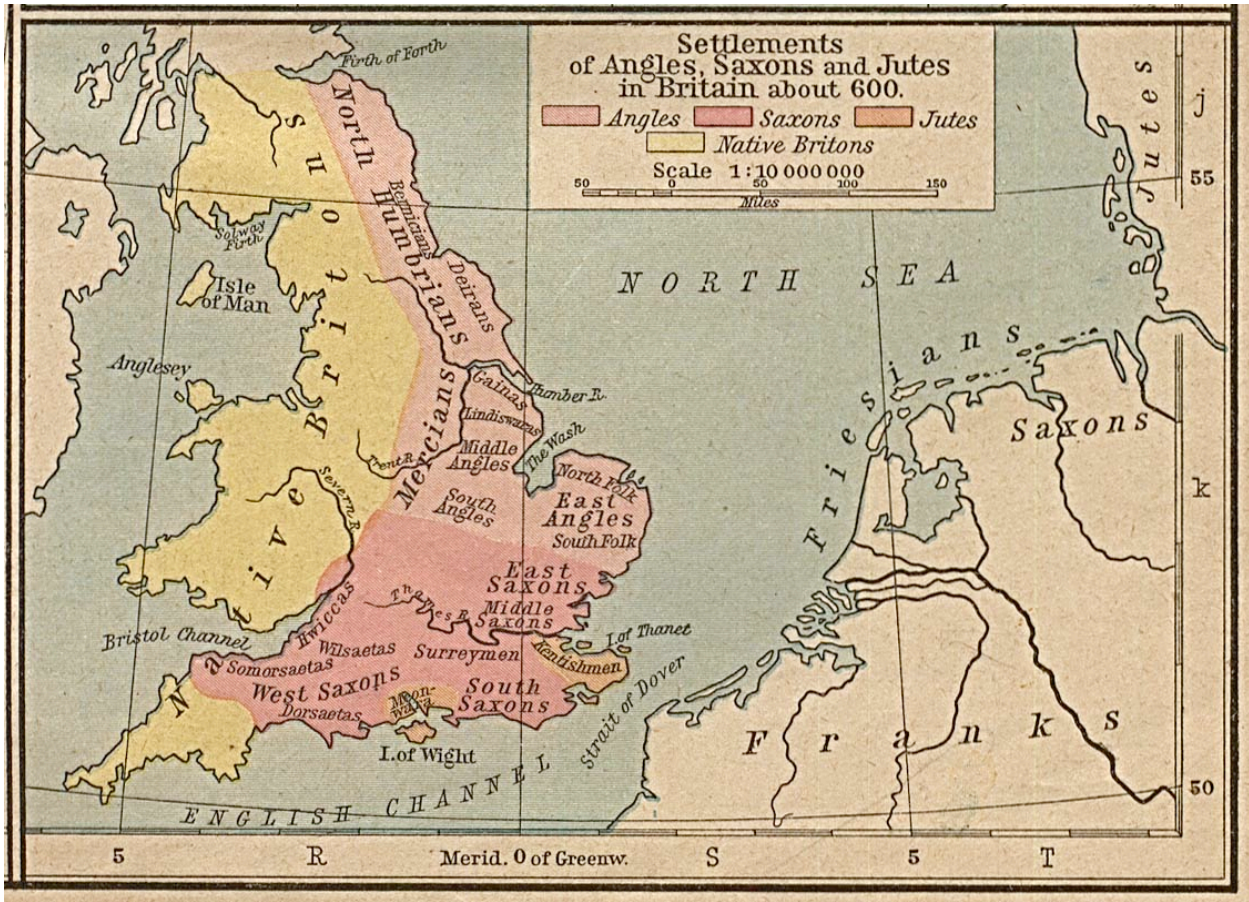 Settlements
of Angles, Saxons and Jutes
in Britain about 600.
Angles Saxons Jutes
Native Britons
Scale 1:10 000 000
50 0 50 100 150
Miles
Firth of Forth
North Humbrians
Bernicians
Deirans
Native Britons
Solway
Firth
Isle
of Man
Anglesey
NORTH SEA
Jutes
j
55
Gainas
Humber R.
Lindiswaras
The Wash
Middle
Angles
Mercians
Trent R.
Severn R.
South
Angles
North Folk
East
Angles
South Folk
Frisians
Saxons
k
East
Saxons
Middle
Saxons
Thames R.
Hwiccas
Bristol Channel
I. of Thanet
Kentishmen
Wilsaetas
Surreymen
Somorsaetas
West Saxons
South
Saxons
Dorsaetas
I. of Wight
Strait of Dover
Franks
ENGLISH CHANNEL
50
5 R Merid. 0 of Greenw. S 5 T